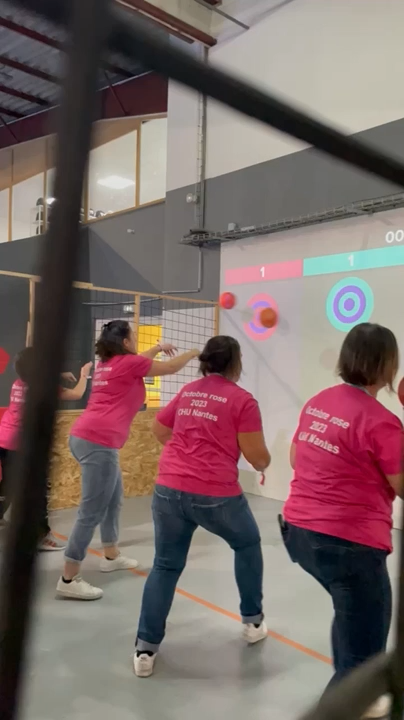 00
1 1
Octobre rose
2023
CHU Nantes
Octobre rose
2023
CHU Nantes